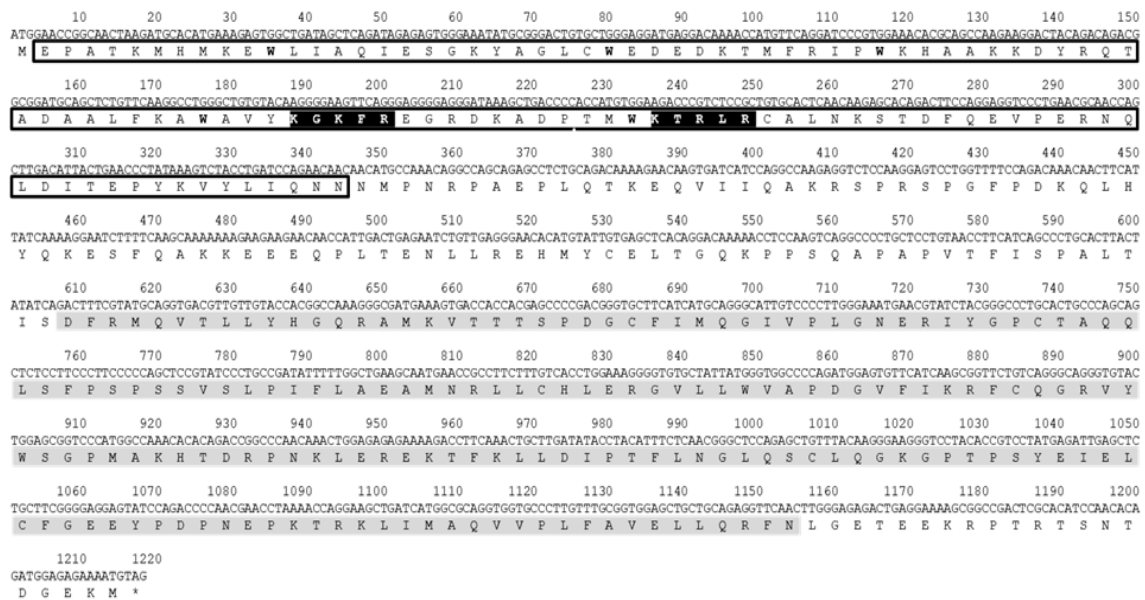 10 20 30 40 50 60 70 80 90 100 110 120 130 140 150
ATGGAACCGGCAACTAAGATGCACATGAAAGAGTGGCTGATAGCTCAGATAGAGAGTGGGAAATATGCGGGACTGTGCTGGGAGGATGAGGACAAAACCATGTTCAGGATCCCGTGGAAACACGCAGCCAAGAAGGACTACAGACAGACG
M E P A T K M H M K E W L I A Q I E S G K Y A G L C W E D E D K T M F R I P W K H A A K K D Y R Q T
160 170 180 190 200 210 220 230 240 250 260 270 280 290 300
GCGGATGCAGCTCTGTTCAAGGCCTGGGCTGTGTACAAGGGGAAGTTCAGGGAGGGGAGGGATAAAGCTGACCCCACCATGTGGAAGACCCGTCTCCGCTGTGCACTCAACAAGAGCACAGACTTCCAGGAGGTCCCTGAACGCAACCAG
A D A A L F K A W A V Y K G K F R E G R D K A D P T M W K T R L R C A L N K S T D F Q E V P E R N Q
310 320 330 340 350 360 370 380 390 400 410 420 430 440 450
CTTGACATTACTGAACCCTATAAAGTCTACCTGATCCAGAACAACAACATGCCAAACAGGCCAGCAGAGCCTCTGCAGACAAAAGAACAAGTGATCATCCAGGCCAAGAGGTCTCCAAGGAGTCCTGGTTTTCCAGACAAACAACTTCAT
L D I T E P Y K V Y L I Q N N N M P N R P A E P L Q T K E Q V I I Q A K R S P R S P G F P D K Q L H
460 470 480 490 500 510 520 530 540 550 560 570 580 590 600
TATCAAAAGGAATCTTTTCAAGCAAAAAAAGAAGAAGAACAACCATTGACTGAGAATCTGTTGAGGGAACACATGTATTGTGAGCTCACAGGACAAAAACCTCCAAGTCAGGCCCCTGCTCCTGTAACCTTCATCAGCCCTGCACTTACT
Y Q K E S F Q A K K E E E Q P L T E N L L R E H M Y C E L T G Q K P P S Q A P A P V T F I S P A L T
610 620 630 640 650 660 670 680 690 700 710 720 730 740 750
ATATCAGACTTTCGTATGCAGGTGACGTTGTTGTACCACGGCCAAAGGGCGATGAAAGTGACCACCACGAGCCCCGACGGGTGCTTCATCATGCAGGGCATTGTCCCCTTGGGAAATGAACGTATCTACGGGCCCTGCACTGCCCAGCAG
I S D F R M Q V T L L Y H G Q R A M K V T T T S P D G C F I M Q G I V P L G N E R I Y G P C T A Q Q
760 770 780 790 800 810 820 830 840 850 860 870 880 890 900
CTCTCCTTCCCTTCCCCCAGCTCCGTATCCCTGCCGATATTTTTGGCTGAAGCAATGAACCGCCTTCTTTGTCACCTGGAAAGGGGTGTGCTATTATGGGTGGCCCCAGATGGAGTGTTCATCAAGCGGTTCTGTCAGGGCAGGGTGTAC
L S F P S P S S V S L P I F L A E A M N R L L C H L E R G V L L W V A P D G V F I K R F C Q G R V Y
910 920 930 940 950 960 970 980 990 1000 1010 1020 1030 1040 1050
TGGAGCGGTCCCATGGCCAAACACACAGACCGGCCCAACAAACTGGAGAGAGAAAAGACCTTCAAACTGCTTGATATACCTACATTTCTCAACGGGCTCCAGAGCTGTTTACAAGGGAAGGGTCCTACACCGTCCTATGAGATTGAGCTC
W S G P M A K H T D R P N K L E R E K T F K L L D I P T F L N G L Q S C L Q G K G P T P S Y E I E L
1060 1070 1080 1090 1100 1110 1120 1130 1140 1150 1160 1170 1180 1190 1200
TGCTTCGGGGAGGAGTATCCAGACCCCAACGAACCTAAAACCAGGAAGCTGATCATGGCGCAGGTGGTGCCCTTGTTTGCGGTGGAGCTGCTGCAGAGGTTCAACTTGGGAGAGACTGAGGAAAAGCGGCCGACTCGCACATCCAACACA
C F G E E Y P D P N E P K T R K L I M A Q V V P L F A V E L L Q R F N L G E T E E K R P T R T S N T
1210 1220
GATGGAGAGAAAATGTAG
D G E K M *